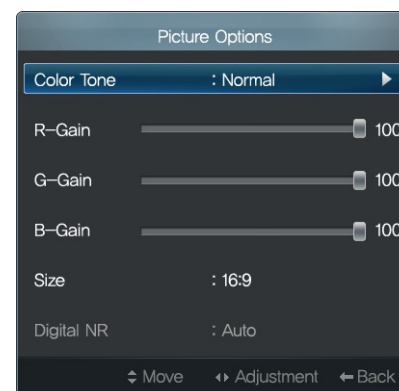 Picture Options
Color Tone : Normal
R-Gain 100
G-Gain 100
B-Gain 100
Size : 16:9
Digital NR : Auto
Move Adjustment Back